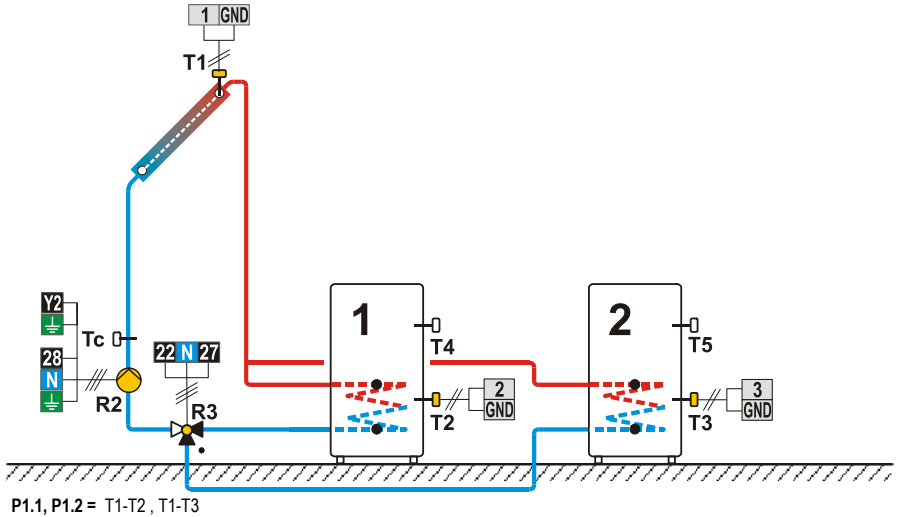 1 GND
T1
1
2
Y2
Tc
T4
T5
28
22 N 27
N
2
3
R2
R3
GND
GND
T2
T3
P1.1, P1.2 = T1-T2 , T1-T3